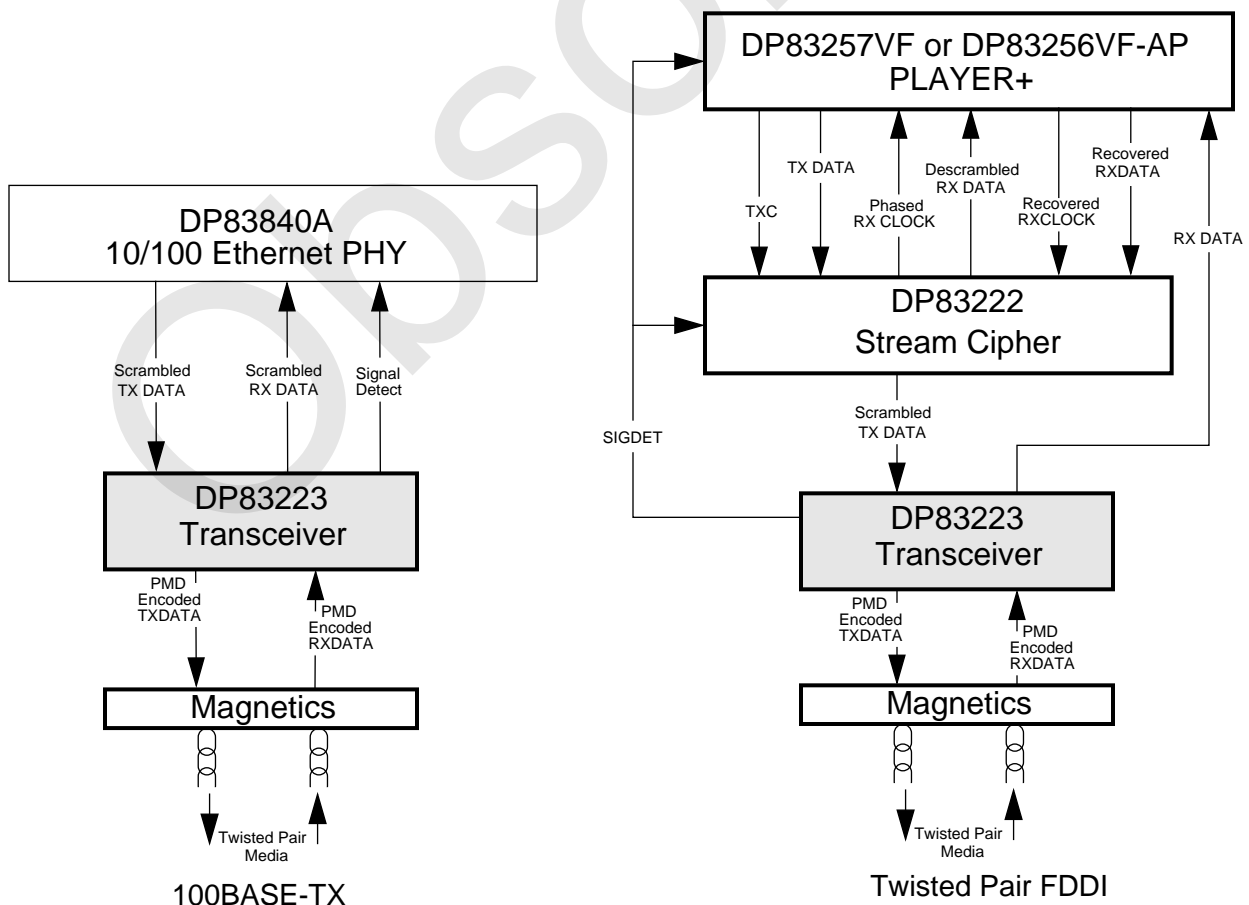 DP83840A
10/100 Ethernet PHY
Scrambled
TX DATA
Scrambled
RX DATA
Signal
Detect
DP83223
Transceiver
PMD
Encoded
TXDATA
PMD
Encoded
RXDATA
Magnetics
Twisted Pair
Media
100BASE-TX
DP83257VF or DP83256VF-AP
PLAYER+
TXC
TX DATA
Phased
RX CLOCK
Descrambled
RX DATA
Recovered
RXCLOCK
Recovered
RXDATA
RX DATA
DP83222
Stream Cipher
SIGDET
Scrambled
TX DATA
DP83223
Transceiver
PMD
Encoded
TXDATA
PMD
Encoded
RXDATA
Magnetics
Twisted Pair
Media
Twisted Pair FDDI